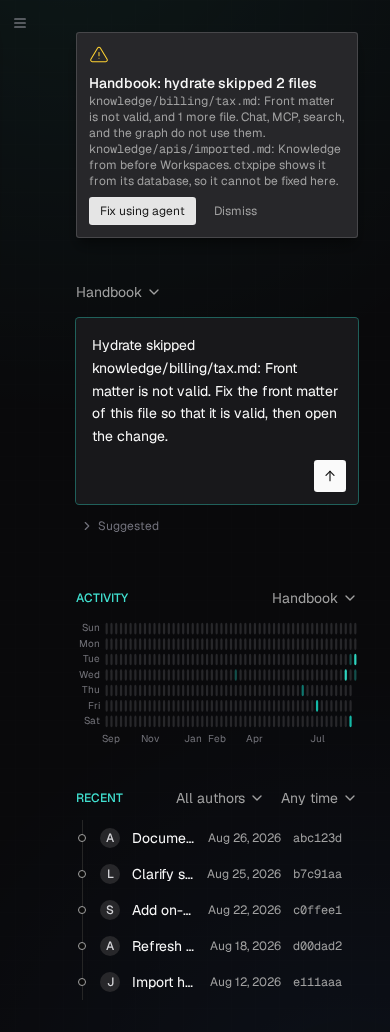 Handbook: hydrate skipped 2 files
knowledge/billing/tax.md: Front matter
is not valid, and 1 more file. Chat, MCP, search,
and the graph do not use them.
knowledge/apis/imported.md: Knowledge
from before Workspaces. ctxpipe shows it
from its database, so it cannot be fixed here.
Fix using agent Dismiss
Handbook
Hydrate skipped
knowledge/billing/tax.md: Front
matter is not valid. Fix the front matter
of this file so that it is valid, then open
the change.
Suggested
ACTIVITY Handbook
Sun
Mon
Tue
Wed
Thu
Fri
Sat
Sep Nov Jan Feb Apr Jul
RECENT All authors Any time
A Docume... Aug 26, 2026 abc123d
L Clarify s... Aug 25, 2026 b7c91aa
S Add on-... Aug 22, 2026 c0ffee1
A Refresh ... Aug 18, 2026 d00dad2
J Import h... Aug 12, 2026 e111aaa